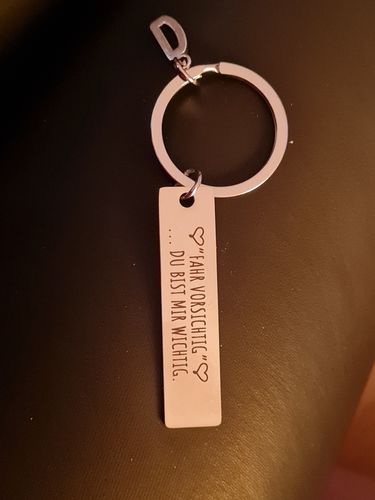 D
♡"FAHR VORSICHTIG"♡
... DU BIST MIR WICHTIG.